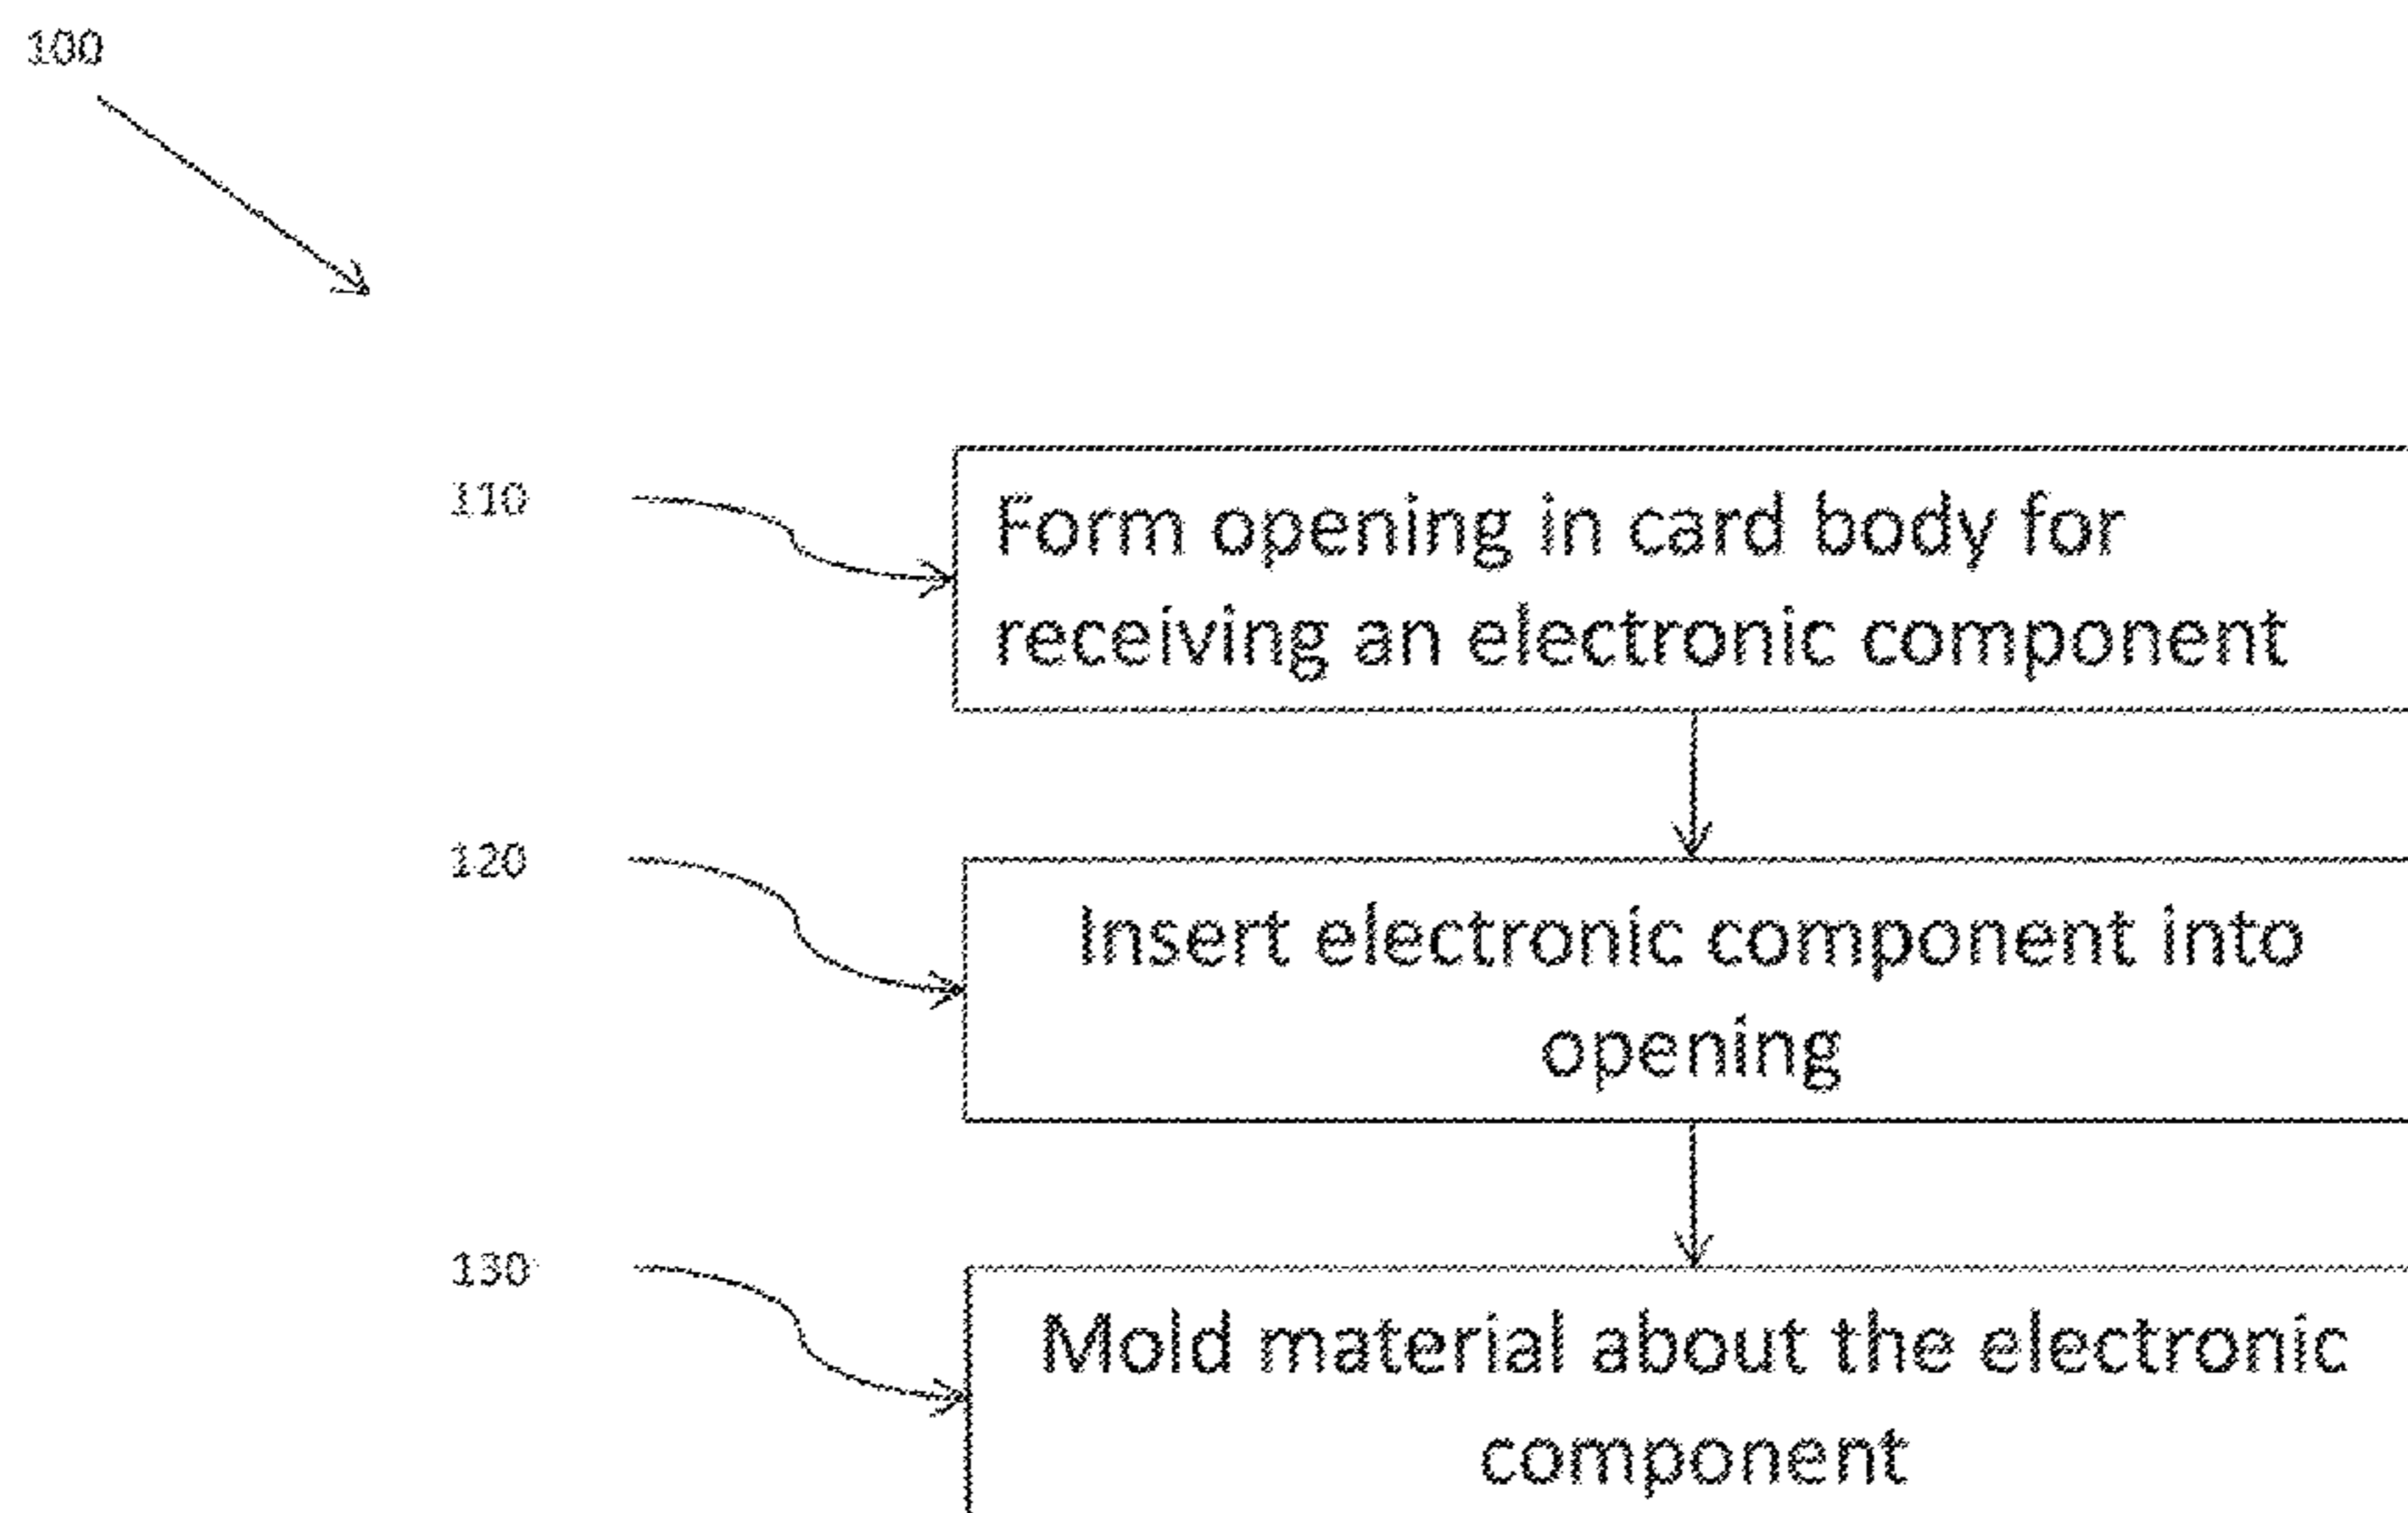 100
110
Form opening in card body for
receiving an electronic component
120
Insert electronic component into
opening
130
Mold material about the electronic
component